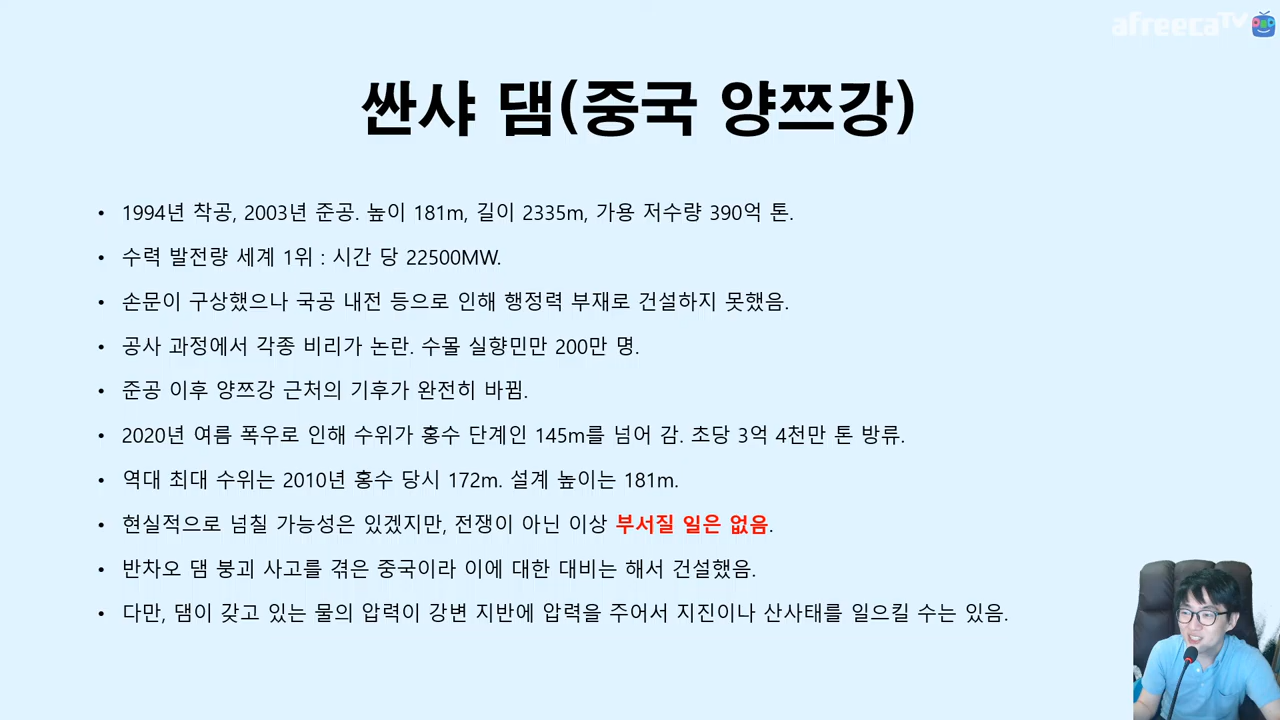 afreecaTV
싼샤 댐(중국 양쯔강)
• 1994년 착공, 2003년 준공. 높이 181m, 길이 2335m, 가용 저수량 390억 톤.
• 수력 발전량 세계 1위 : 시간 당 22500MW.
• 손문이 구상했으나 국공 내전 등으로 인해 행정력 부재로 건설하지 못했음.
• 공사 과정에서 각종 비리가 논란. 수몰 실향민만 200만 명.
• 준공 이후 양쯔강 근처의 기후가 완전히 바뀜.
• 2020년 여름 폭우로 인해 수위가 홍수 단계인 145m를 넘어 감. 초당 3억 4천만 톤 방류.
• 역대 최대 수위는 2010년 홍수 당시 172m. 설계 높이는 181m.
• 현실적으로 넘칠 가능성은 있겠지만, 전쟁이 아닌 이상 부서질 일은 없음.
• 반차오 댐 붕괴 사고를 겪은 중국이라 이에 대한 대비는 해서 건설했음.
• 다만, 댐이 갖고 있는 물의 압력이 강변 지반에 압력을 주어서 지진이나 산사태를 일으킬 수는 있음.